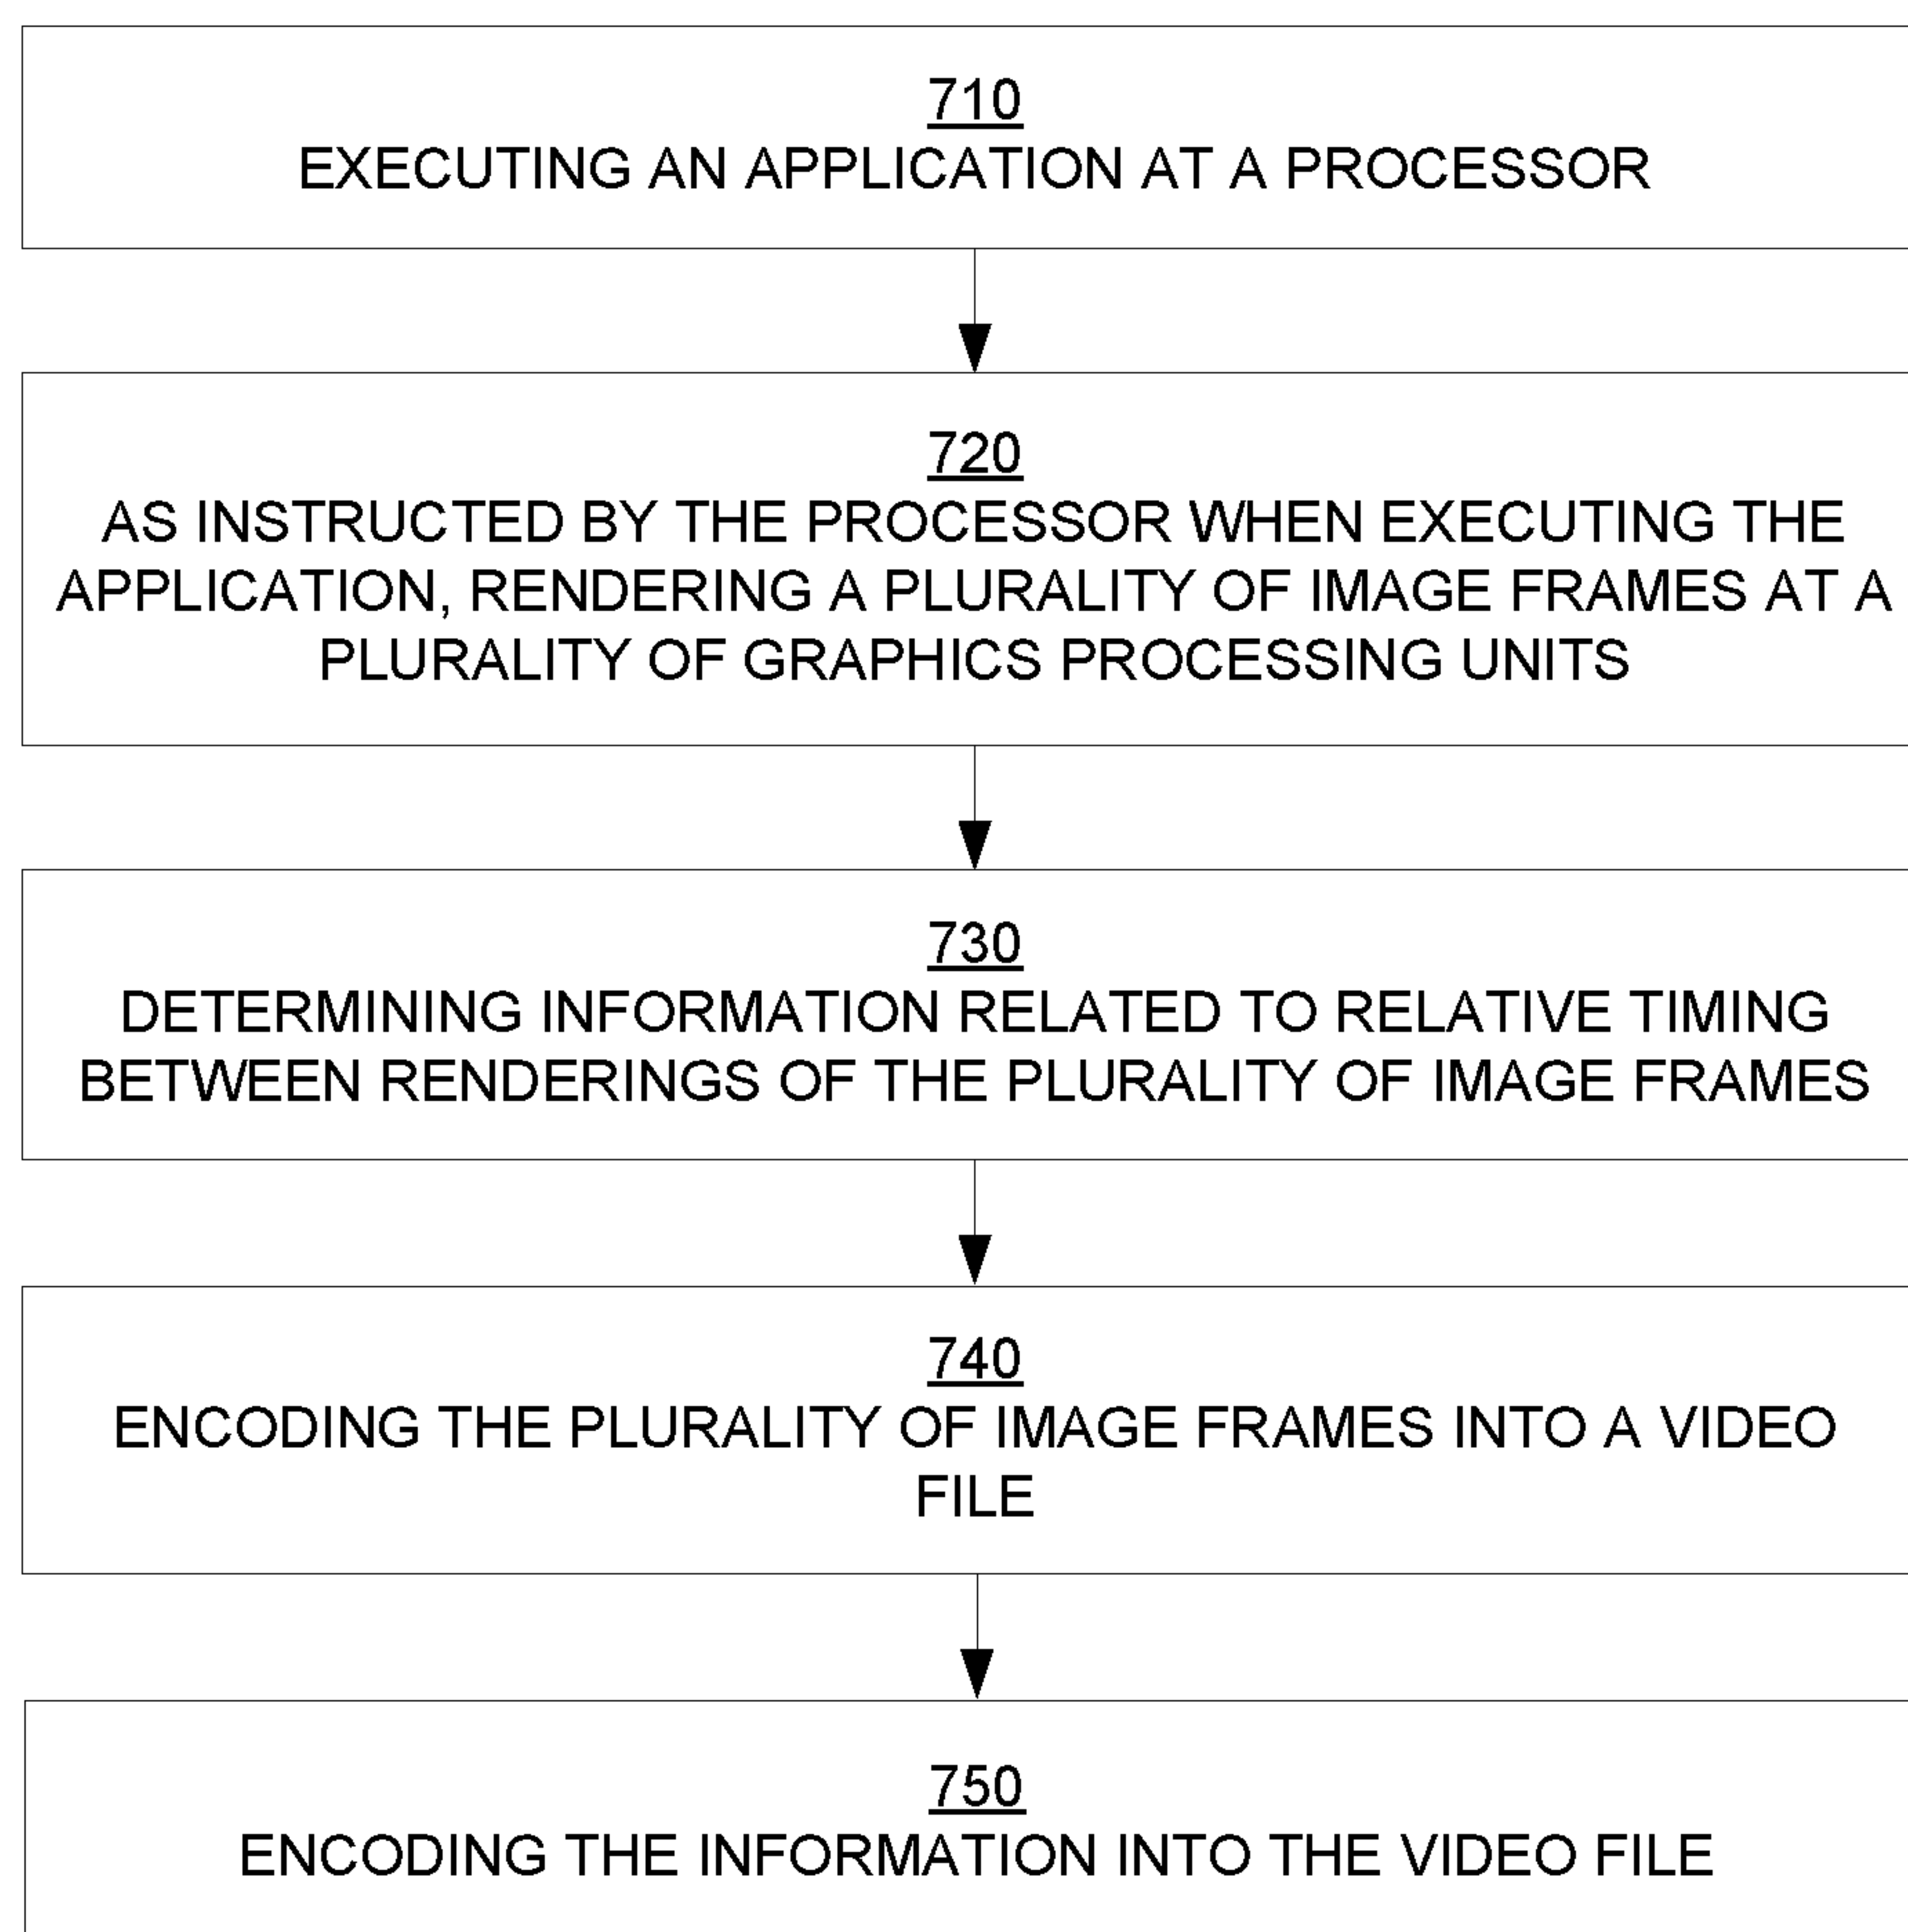 710
EXECUTING AN APPLICATION AT A PROCESSOR
720
AS INSTRUCTED BY THE PROCESSOR WHEN EXECUTING THE
APPLICATION, RENDERING A PLURALITY OF IMAGE FRAMES AT A
PLURALITY OF GRAPHICS PROCESSING UNITS
730
DETERMINING INFORMATION RELATED TO RELATIVE TIMING
BETWEEN RENDERINGS OF THE PLURALITY OF IMAGE FRAMES
740
ENCODING THE PLURALITY OF IMAGE FRAMES INTO A VIDEO
FILE
750
ENCODING THE INFORMATION INTO THE VIDEO FILE